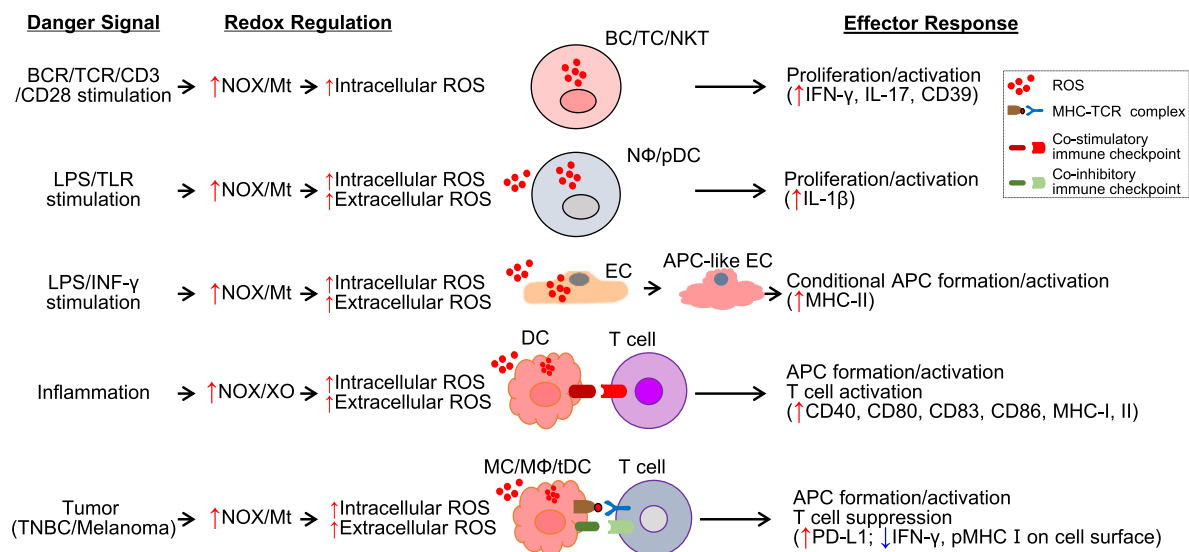 Danger Signal
Redox Regulation
Effector Response
BC/TC/NKT
BCR/TCR/CD3
/CD28 stimulation
↑NOX/Mt
↑Intracellular ROS
Proliferation/activation
(↑IFN-γ, IL-17, CD39)
ROS
MHC-TCR complex
Co-stimulatory
immune checkpoint
Co-inhibitory
immune checkpoint
NΦ/pDC
LPS/TLR
stimulation
↑NOX/Mt
↑Intracellular ROS
↑Extracellular ROS
Proliferation/activation
(↑IL-1β)
EC
APC-like EC
LPS/INF-γ
stimulation
↑NOX/Mt
↑Intracellular ROS
↑Extracellular ROS
Conditional APC formation/activation
(↑MHC-II)
DC
T cell
Inflammation
↑NOX/XO
↑Intracellular ROS
↑Extracellular ROS
APC formation/activation
T cell activation
(↑CD40, CD80, CD83, CD86, MHC-I, II)
MC/MΦ/tDC
T cell
Tumor
(TNBC/Melanoma)
↑NOX/Mt
↑Intracellular ROS
↑Extracellular ROS
APC formation/activation
T cell suppression
(↑PD-L1; ↓IFN-γ, pMHC I on cell surface)